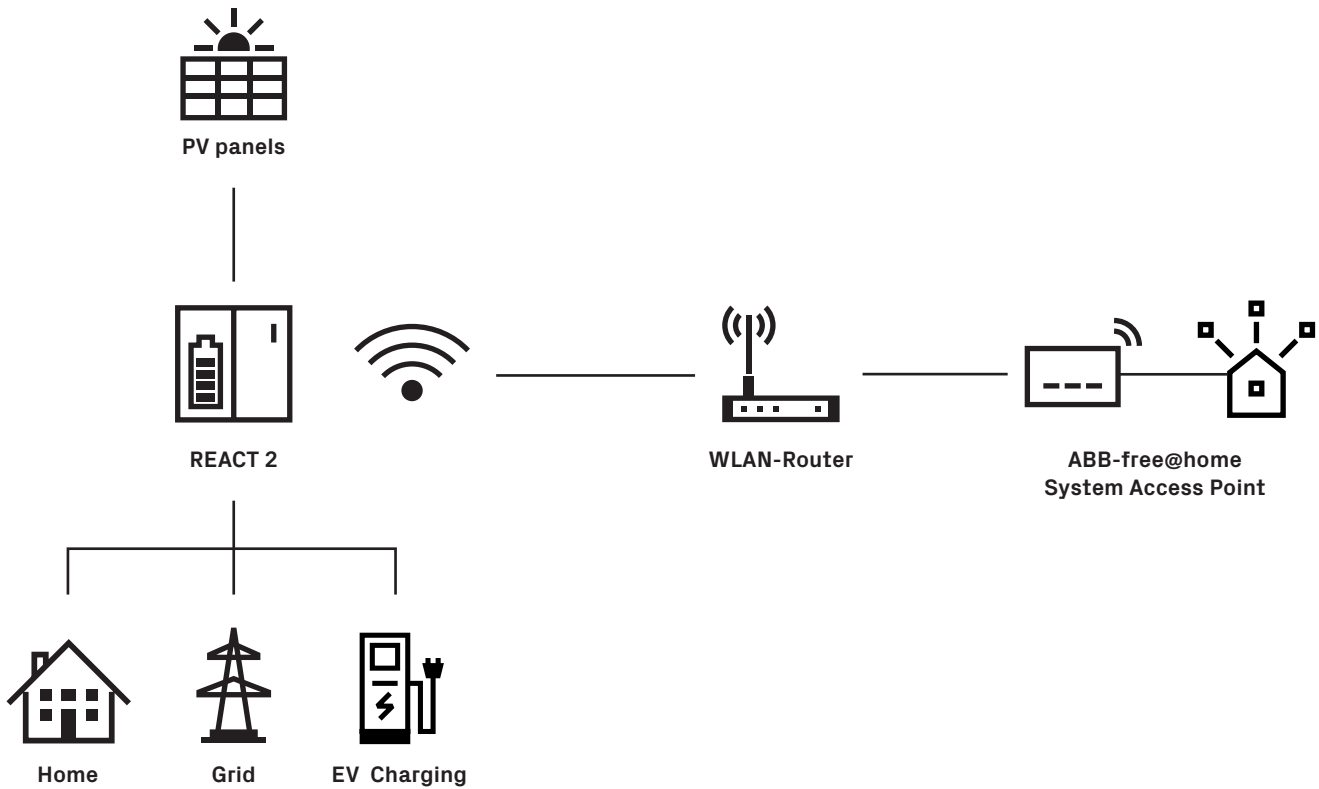 PV panels
REACT 2
WLAN-Router
ABB-free@home
System Access Point
Home
Grid
EV Charging